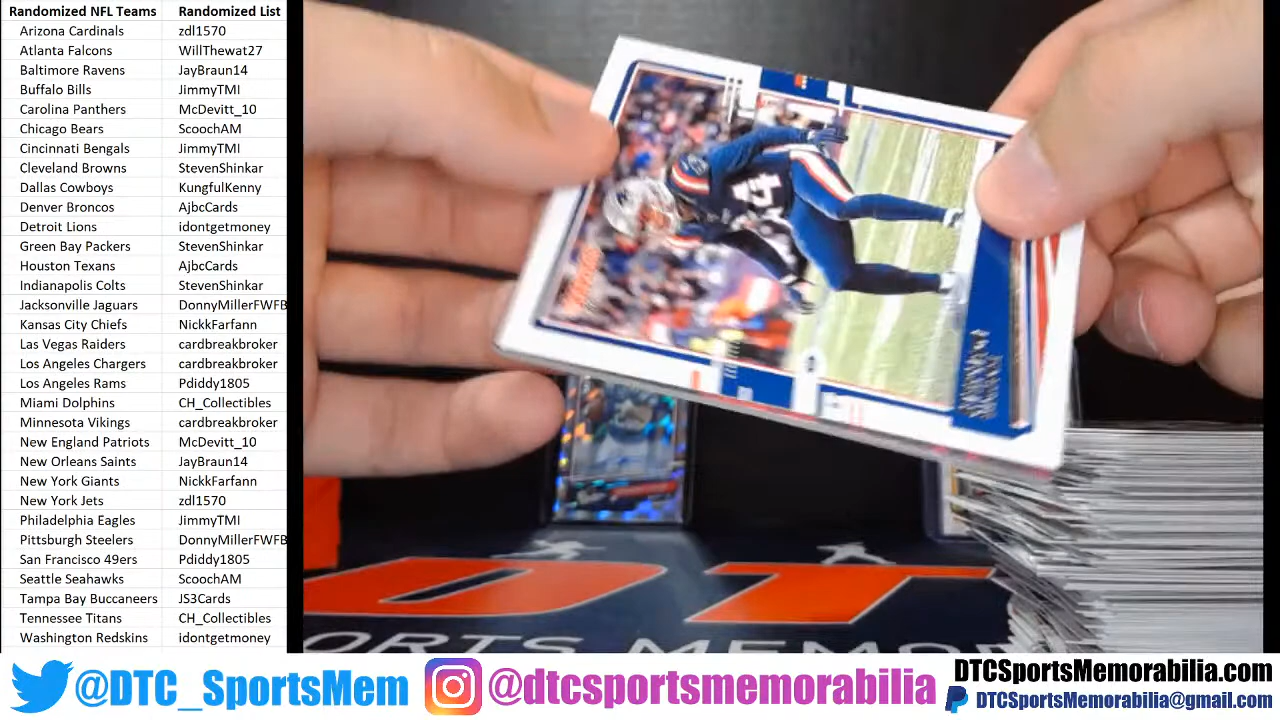 Randomized NFL Teams Randomized List
Arizona Cardinals zdl1570
Atlanta Falcons WillThewat27
Baltimore Ravens JayBraun14
Buffalo Bills JimmyTMI
Carolina Panthers McDevitt_10
Chicago Bears ScoochAM
Cincinnati Bengals JimmyTMI
Cleveland Browns StevenShinkar
Dallas Cowboys KungfulKenny
Denver Broncos AjbcCards
Detroit Lions idontgetmoney
Green Bay Packers StevenShinkar
Houston Texans AjbcCards
Indianapolis Colts StevenShinkar
Jacksonville Jaguars DonnyMillerFWFB
Kansas City Chiefs NickkFarfann
Las Vegas Raiders cardbreakbroker
Los Angeles Chargers cardbreakbroker
Los Angeles Rams Pdiddy1805
Miami Dolphins CH_Collectibles
Minnesota Vikings cardbreakbroker
New England Patriots McDevitt_10
New Orleans Saints JayBraun14
New York Giants NickkFarfann
New York Jets zdl1570
Philadelphia Eagles JimmyTMI
Pittsburgh Steelers DonnyMillerFWFB
San Francisco 49ers Pdiddy1805
Seattle Seahawks ScoochAM
Tampa Bay Buccaneers JS3Cards
Tennessee Titans CH_Collectibles
Washington Redskins idontgetmoney
DT
ORTS MEMO
@DTC_SportsMem @dtcsportsmemorabilia
DTCSportsMemorabilia.com
DTCSportsMemorabilia@gmail.com